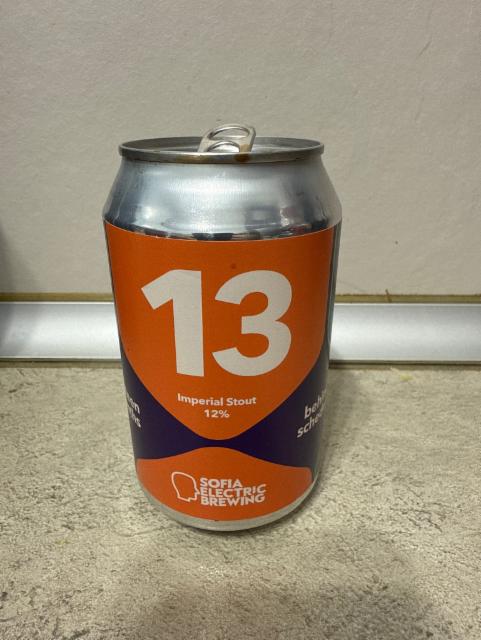 13
Imperial Stout
12%
SOFIA
ELECTRIC
BREWING